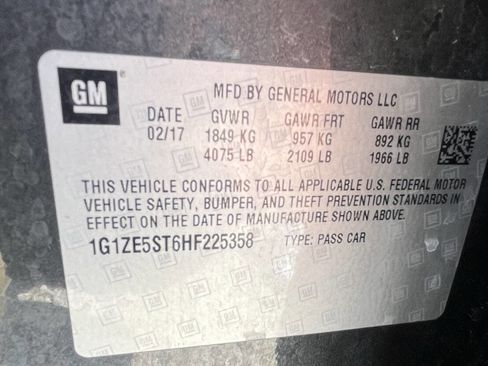 GM
MFD BY GENERAL MOTORS LLC
DATE GVWR GAWR FRT GAWR RR
02/17 1849 KG 957 KG 892 KG
4075 LB 2109 LB 1966 LB
THIS VEHICLE CONFORMS TO ALL APPLICABLE U.S. FEDERAL MOTOR
VEHICLE SAFETY, BUMPER, AND THEFT PREVENTION STANDARDS IN
EFFECT ON THE DATE OF MANUFACTURE SHOWN ABOVE.
1G1ZE5ST6HF225358 TYPE: PASS CAR